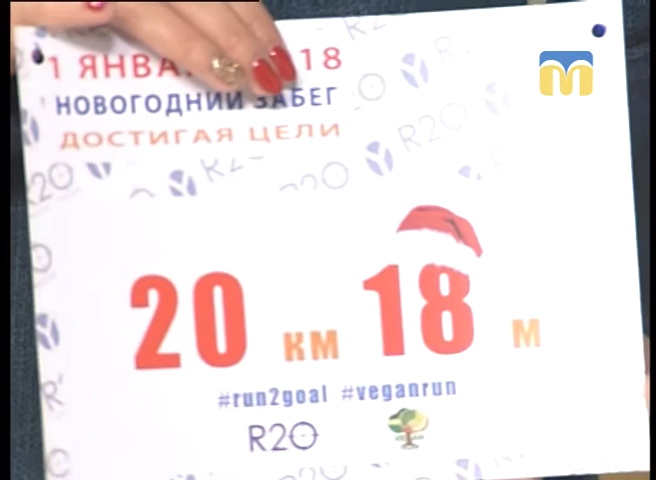 1 ЯНВА 18
НОВОГОДНИЙ ЗАБЕГ
ДОСТИГАЯ ЦЕЛИ
20 км 18 м
#run2goal #veganrun
R2O